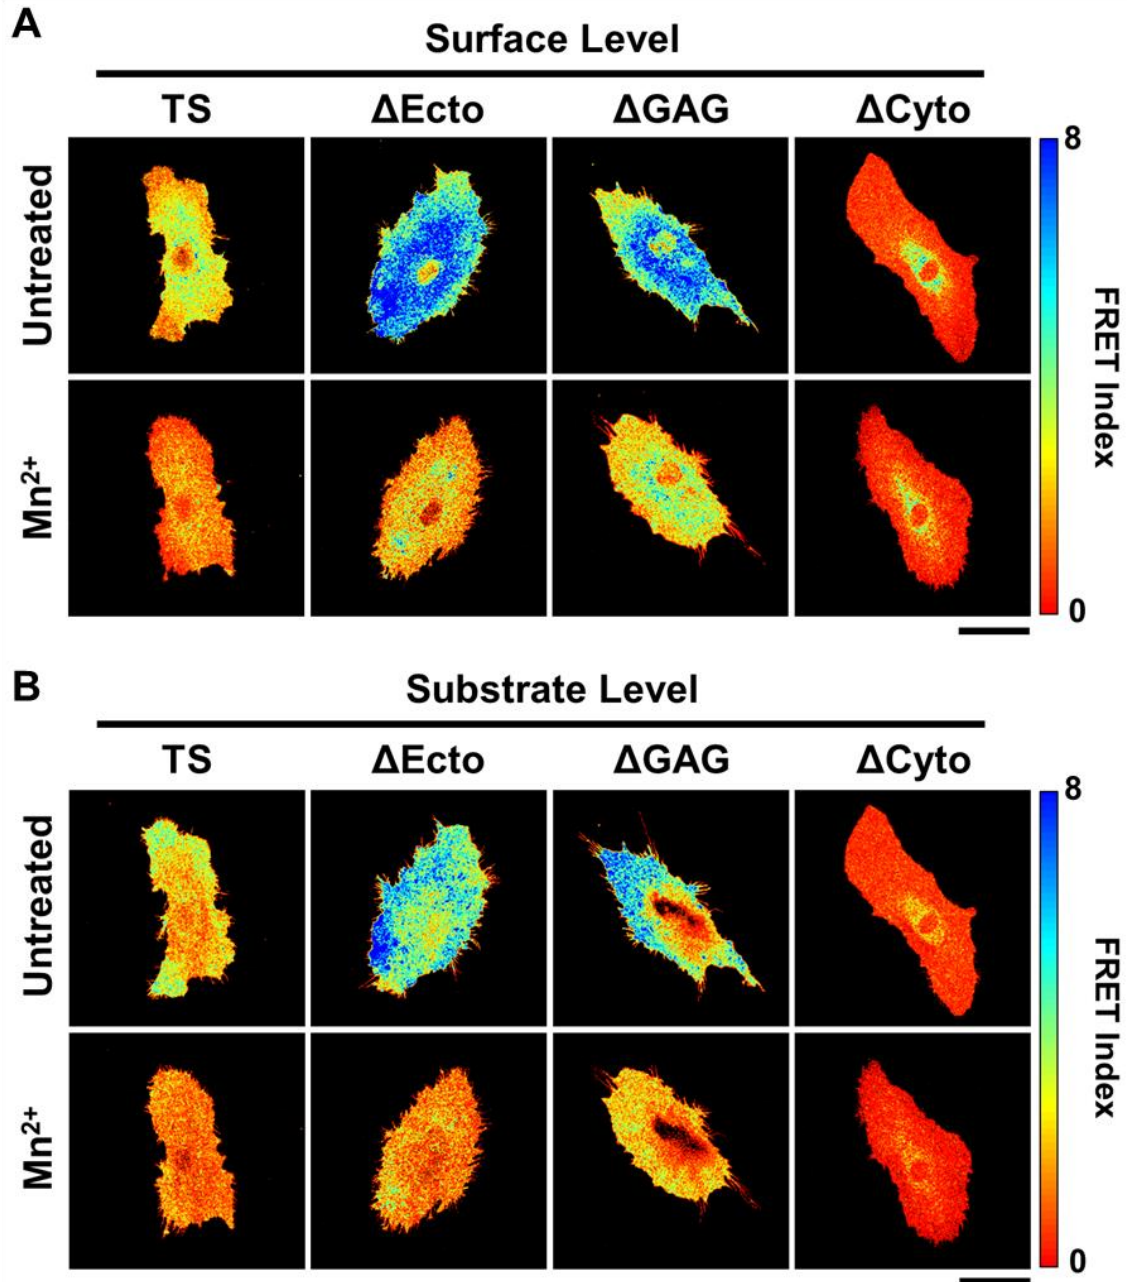 A
Surface Level
TS ΔEcto ΔGAG ΔCyto
8
Untreated
FRET Index
Mn2+
0
B
Substrate Level
TS ΔEcto ΔGAG ΔCyto
8
Untreated
FRET Index
Mn2+
0